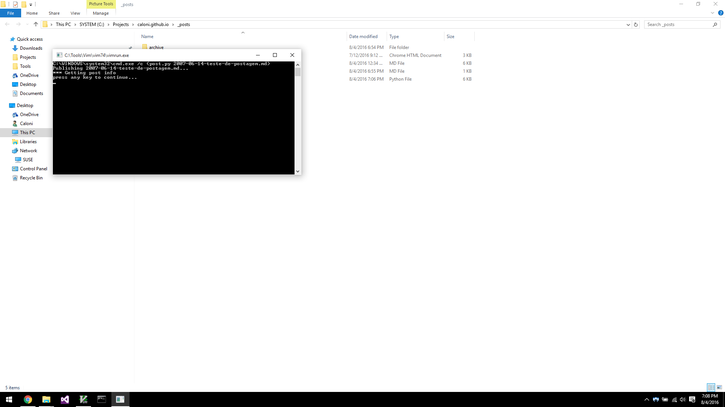 Picture Tools
_posts
File
Home
Share
View
Manage
This PC
SYSTEM (C:)
Projects
caloni.github.io
_posts
Search _posts
Quick access
Downloads
Projects
Tools
OneDrive
Desktop
Documents
Desktop
OneDrive
Caloni
This PC
Libraries
Network
SUSE
Control Panel
Recycle Bin
Name
Date modified
Type
Size
archive
8/4/2016 6:54 PM
File folder
7/12/2016 9:12 ...
Chrome HTML Document
3 KB
8/4/2016 12:34 ...
MD File
6 KB
8/4/2016 8:55 PM
MD File
1 KB
8/4/2016 7:06 PM
Python File
6 KB
C:\Tools\Vim\vim74\vimrun.exe
C:\WINDOWS\system32\cmd.exe /c (post.py 2007-06-14-teste-de-postagem.md)
Publishing 2007-06-14-teste-de-postagem.md...
*** Getting post info
press any key to continue...
5 items
7:08 PM
8/4/2016